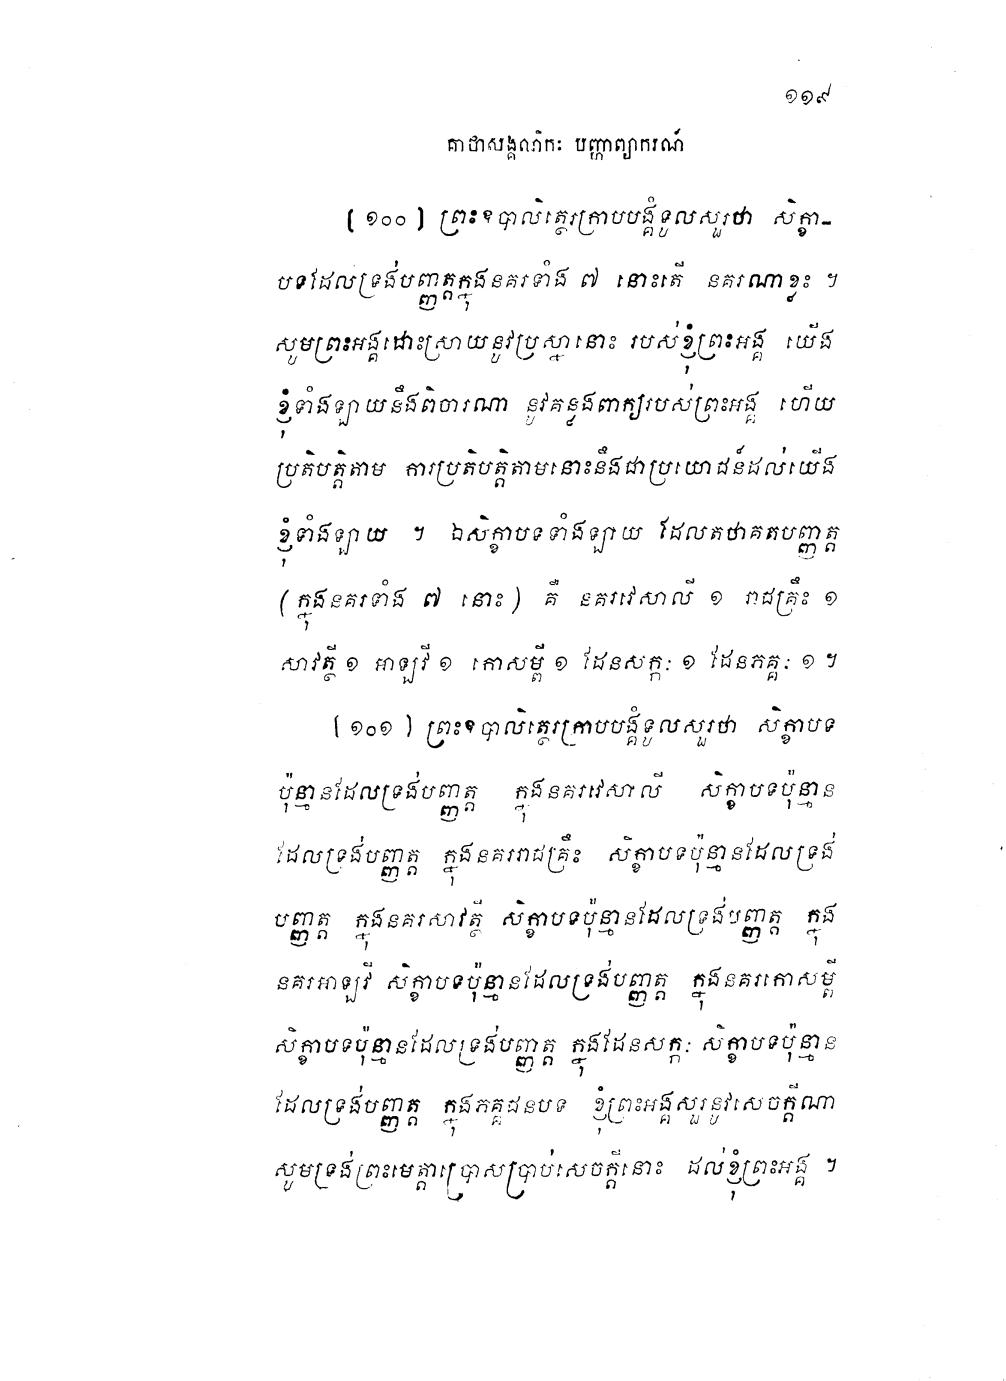 ១១៩
គាថាសង្គណិកៈ បញ្ហាព្យាករណ៍
[ ១០០ ] ព្រះឧបាលិត្ថេរក្រាបបង្គំទូលសួរថា សិក្ខា-
បទដែលទ្រង់បញ្ញត្តក្នុងនគរទាំង ៧ នោះតើ នគរណាខ្លះ ។
សូមព្រះអង្គដោះស្រាយនូវប្រស្នានោះ របស់ខ្ញុំព្រះអង្គ យើង
ខ្ញុំទាំងឡាយនឹងពិចារណា នូវគន្លងពាក្យរបស់ព្រះអង្គ ហើយ
ប្រតិបត្តិតាម ការប្រតិបត្តិតាមនោះនឹងជាប្រយោជន៍ដល់យើង
ខ្ញុំទាំងឡាយ ។ ឯសិក្ខាបទទាំងឡាយ ដែលតថាគតបញ្ញត្ត
(ក្នុងនគរទាំង ៧ នោះ) គឺ នគរវេសាលី ១ រាជគ្រឹះ ១
សាវត្ថី ១ អាឡវី ១ កោសម្ពី ១ ដែនសក្កៈ ១ ដែនភគ្គៈ ១ ។
[ ១០១ ] ព្រះឧបាលិត្ថេរក្រាបបង្គំទូលសួរថា សិក្ខាបទ
ប៉ុន្មានដែលទ្រង់បញ្ញត្ត ក្នុងនគរវេសាលី សិក្ខាបទប៉ុន្មាន
ដែលទ្រង់បញ្ញត្ត ក្នុងនគររាជគ្រឹះ សិក្ខាបទប៉ុន្មានដែលទ្រង់
បញ្ញត្ត ក្នុងនគរសាវត្ថី សិក្ខាបទប៉ុន្មានដែលទ្រង់បញ្ញត្ត ក្នុង
នគរអាឡវី សិក្ខាបទប៉ុន្មានដែលទ្រង់បញ្ញត្ត ក្នុងនគរកោសម្ពី
សិក្ខាបទប៉ុន្មានដែលទ្រង់បញ្ញត្ត ក្នុងដែនសក្កៈ សិក្ខាបទប៉ុន្មាន
ដែលទ្រង់បញ្ញត្ត ក្នុងភគ្គជនបទ ខ្ញុំព្រះអង្គសួរនូវសេចក្តីណា
សូមទ្រង់ព្រះមេត្តាប្រោសប្រាប់សេចក្តីនោះ ដល់ខ្ញុំព្រះអង្គ ។